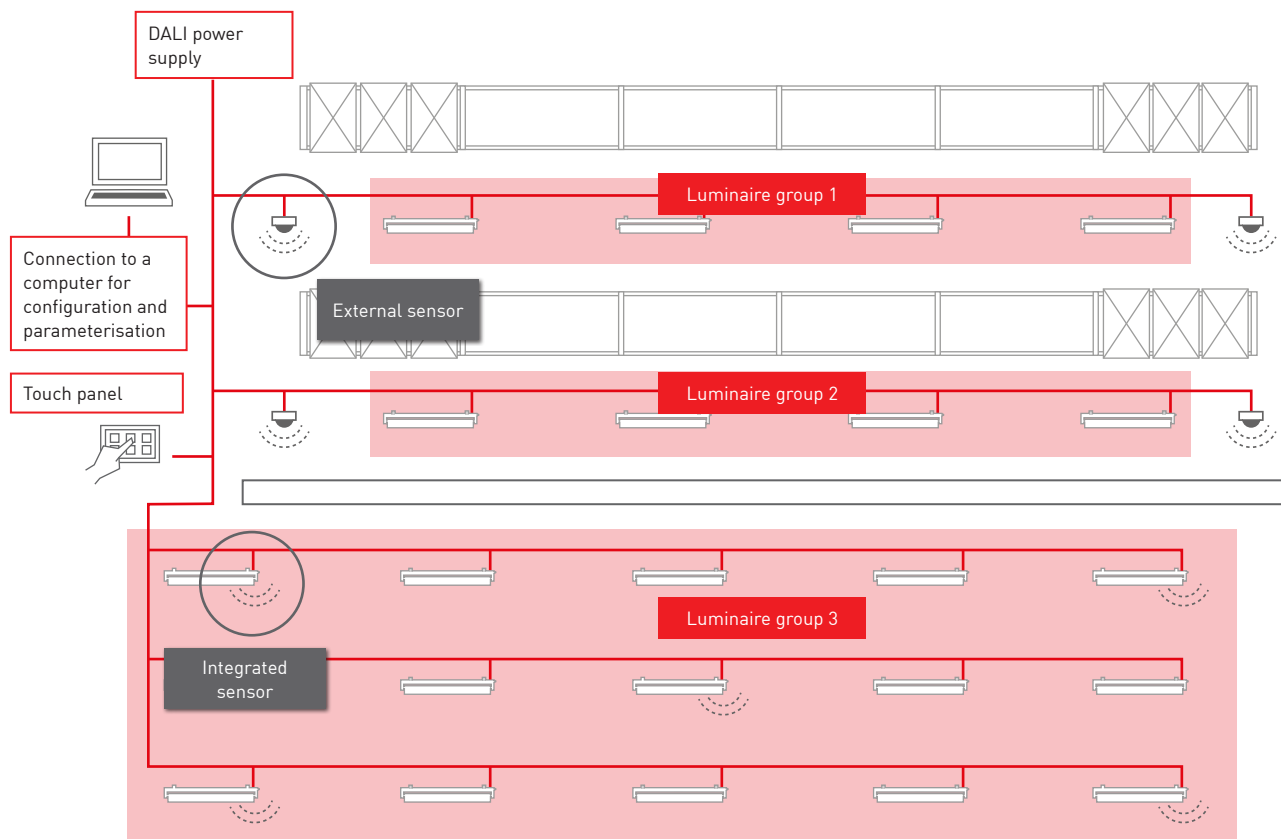 DALI power
supply
Luminaire group 1
Connection to a
computer for
configuration and
parameterisation
External sensor
Touch panel
Luminaire group 2
Luminaire group 3
Integrated
sensor